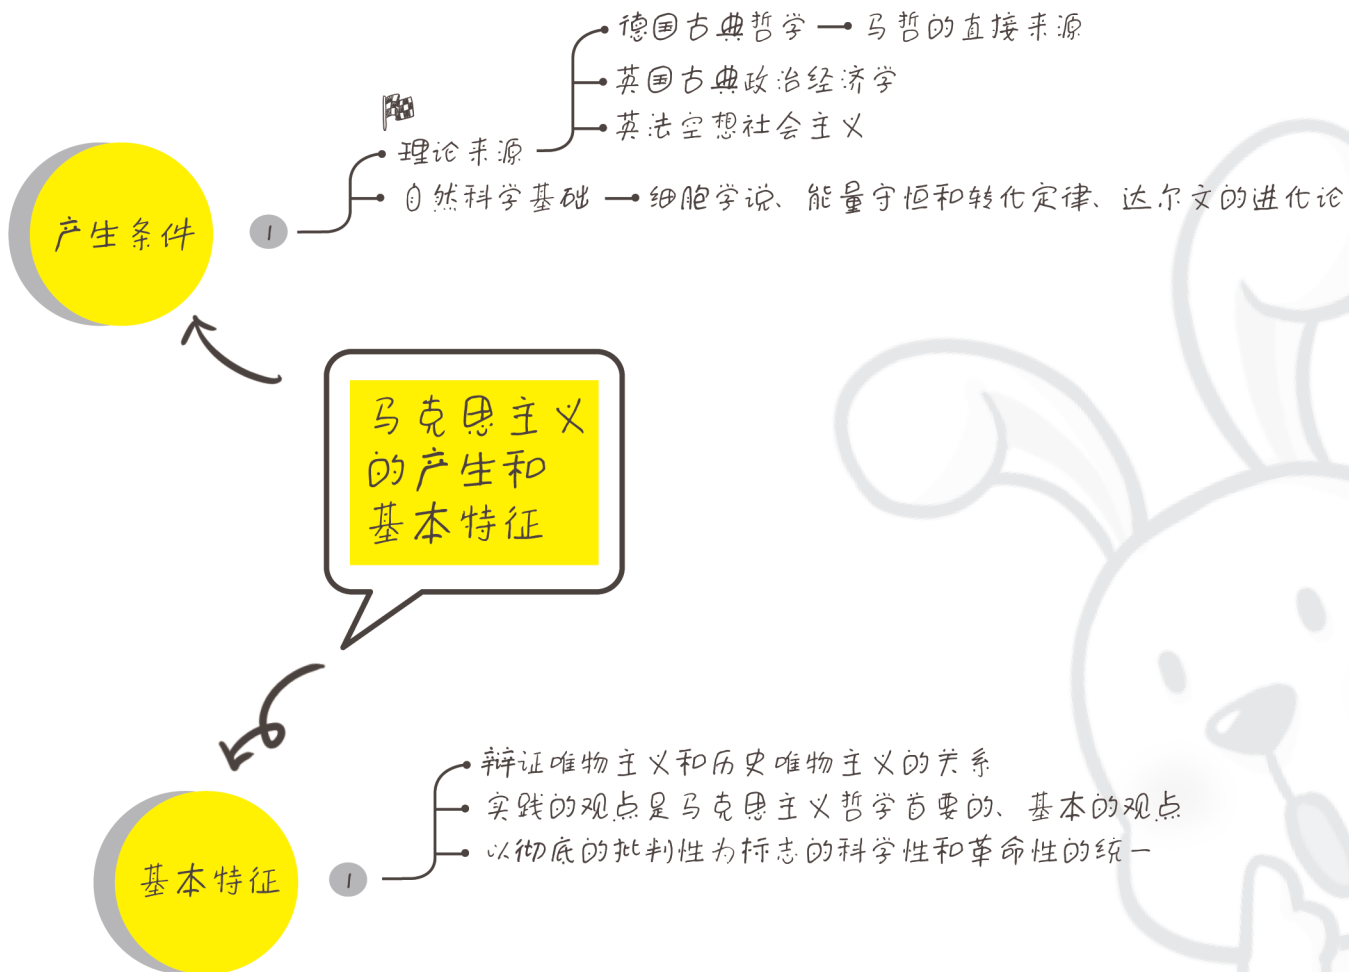 德国古典哲学
马哲的直接来源
英国古典政治经济学
英法空想社会主义
理论来源
自然科学基础
细胞学说、能量守恒和转化定律、达尔文的进化论
产生条件
1
马克思主义
的产生和
基本特征
辩证唯物主义和历史唯物主义的关系
实践的观点是马克思主义哲学首要的、基本的观点
以彻底的批判性为标志的科学性和革命性的统一
基本特征
1